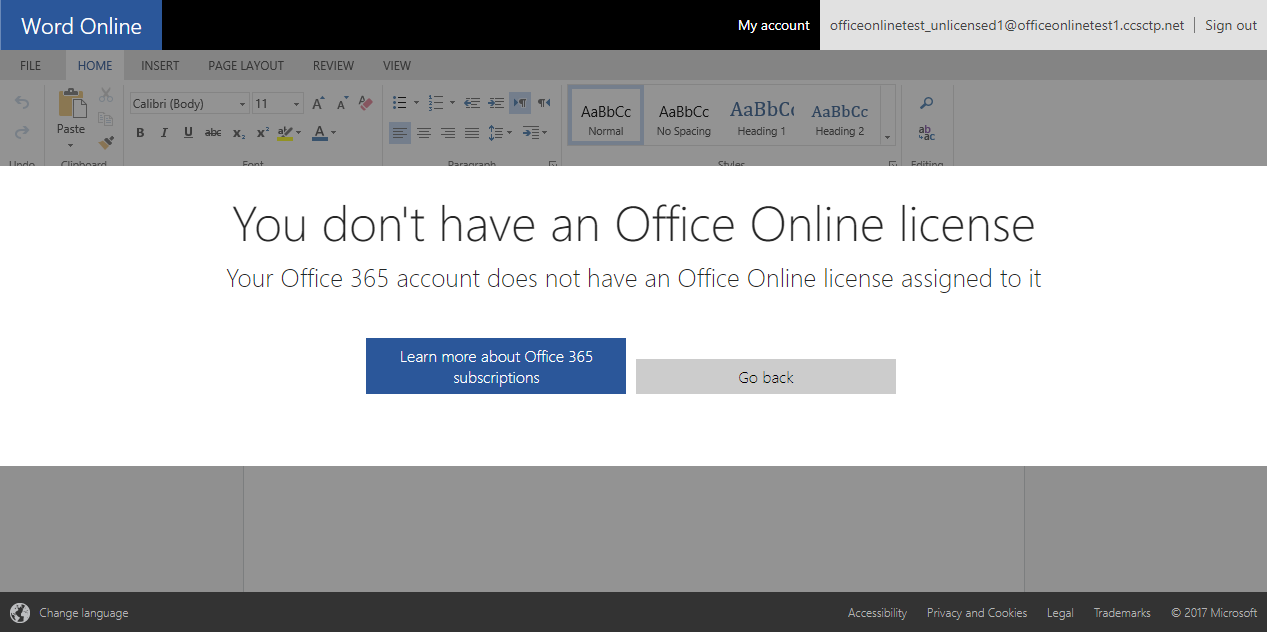 Word Online
My account
officeonlinetest_unlicensed1@officeonlinetest1.ccsctp.net | Sign out
FILE HOME INSERT PAGE LAYOUT REVIEW VIEW
Calibri (Body) 11
AaBbCc AaBbCc AaBbCc AaBbCc
Paste
Normal No Spacing Heading 1 Heading 2
Undo Clipboard Font Paragraph Styles Editing
You don't have an Office Online license
Your Office 365 account does not have an Office Online license assigned to it
Learn more about Office 365
subscriptions
Go back
Change language
Accessibility Privacy and Cookies Legal Trademarks © 2017 Microsoft